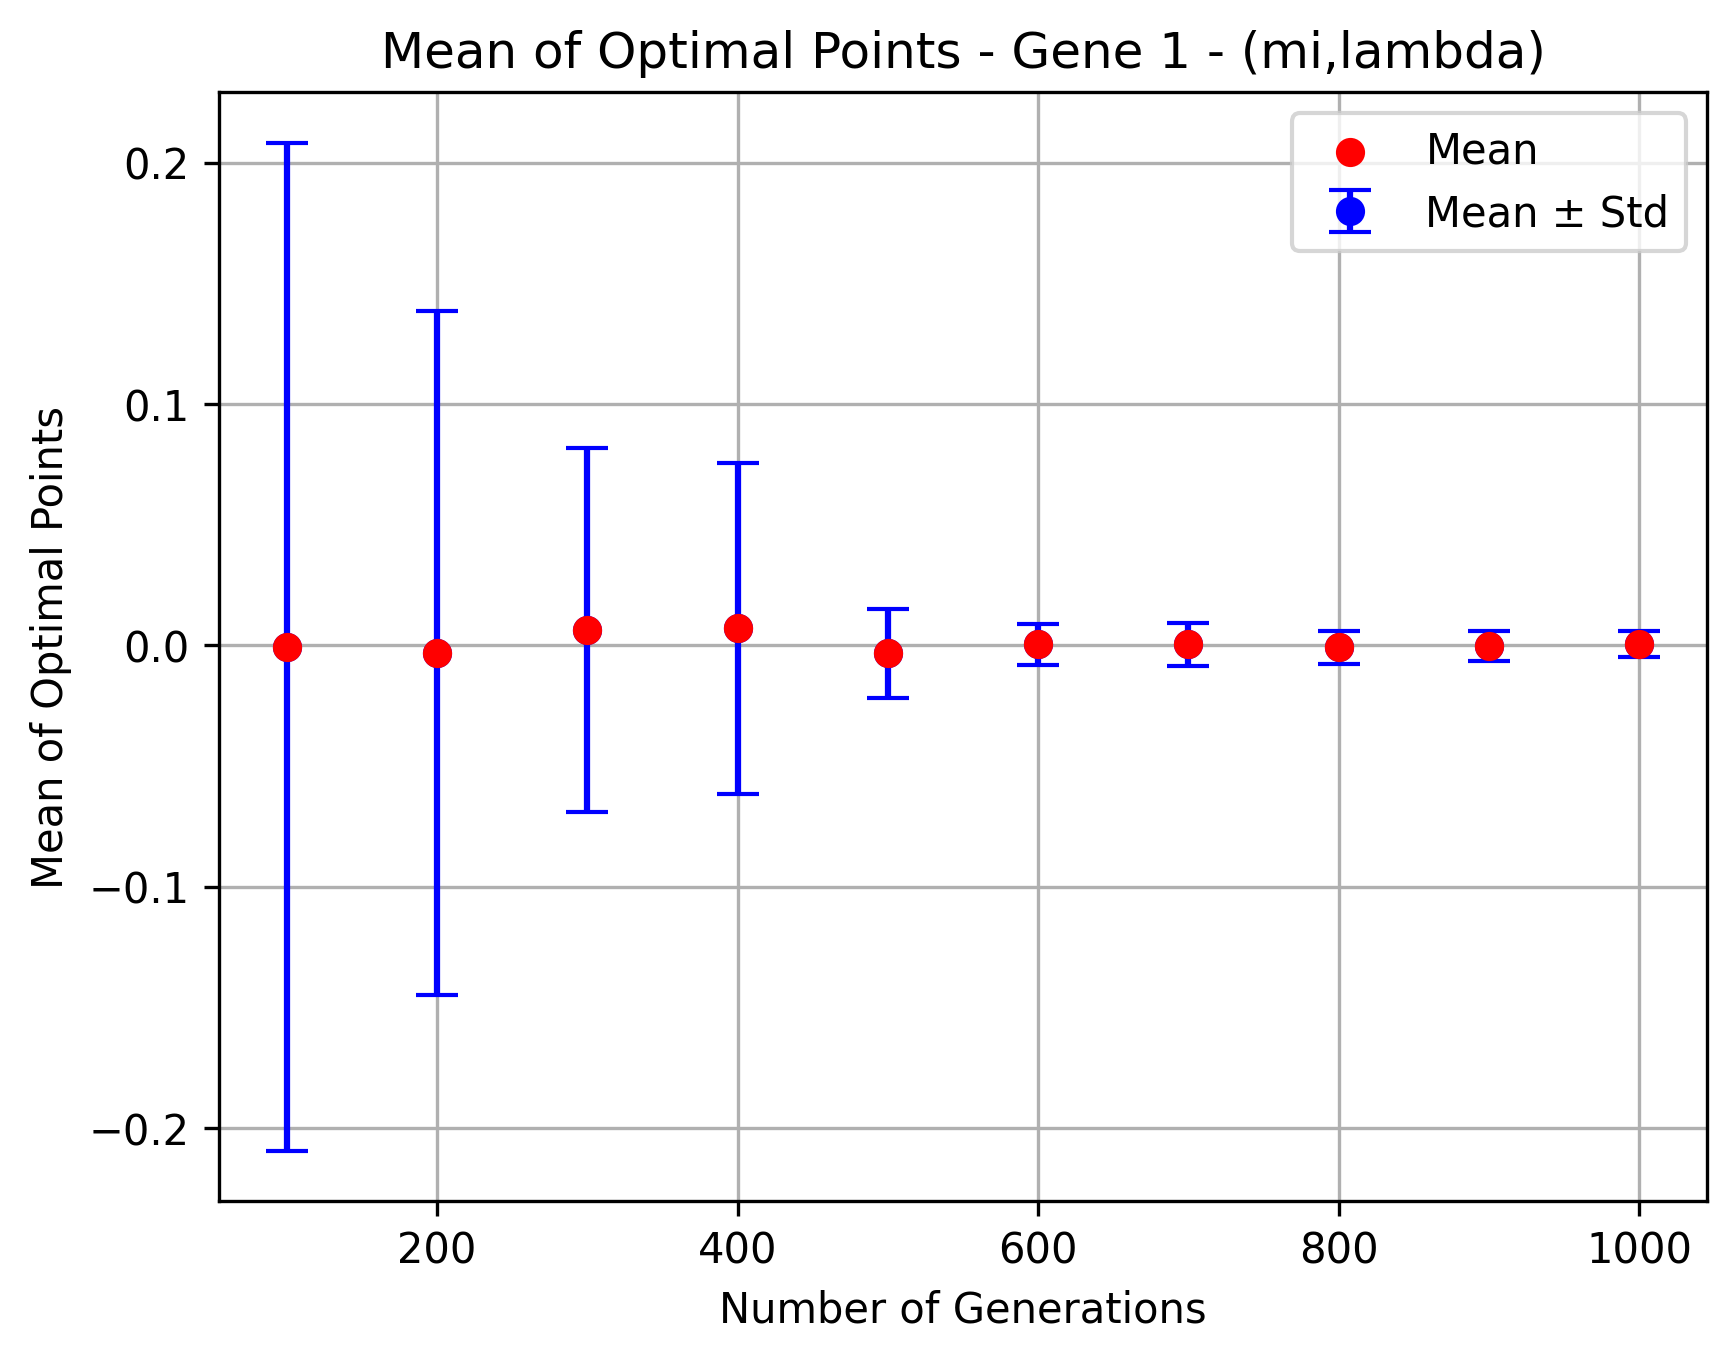 Mean of Optimal Points - Gene 1 - (mi,lambda)
Mean
Mean ± Std
Mean of Optimal Points
0.2
0.1
0.0
−0.1
−0.2
200
400
600
800
1000
Number of Generations